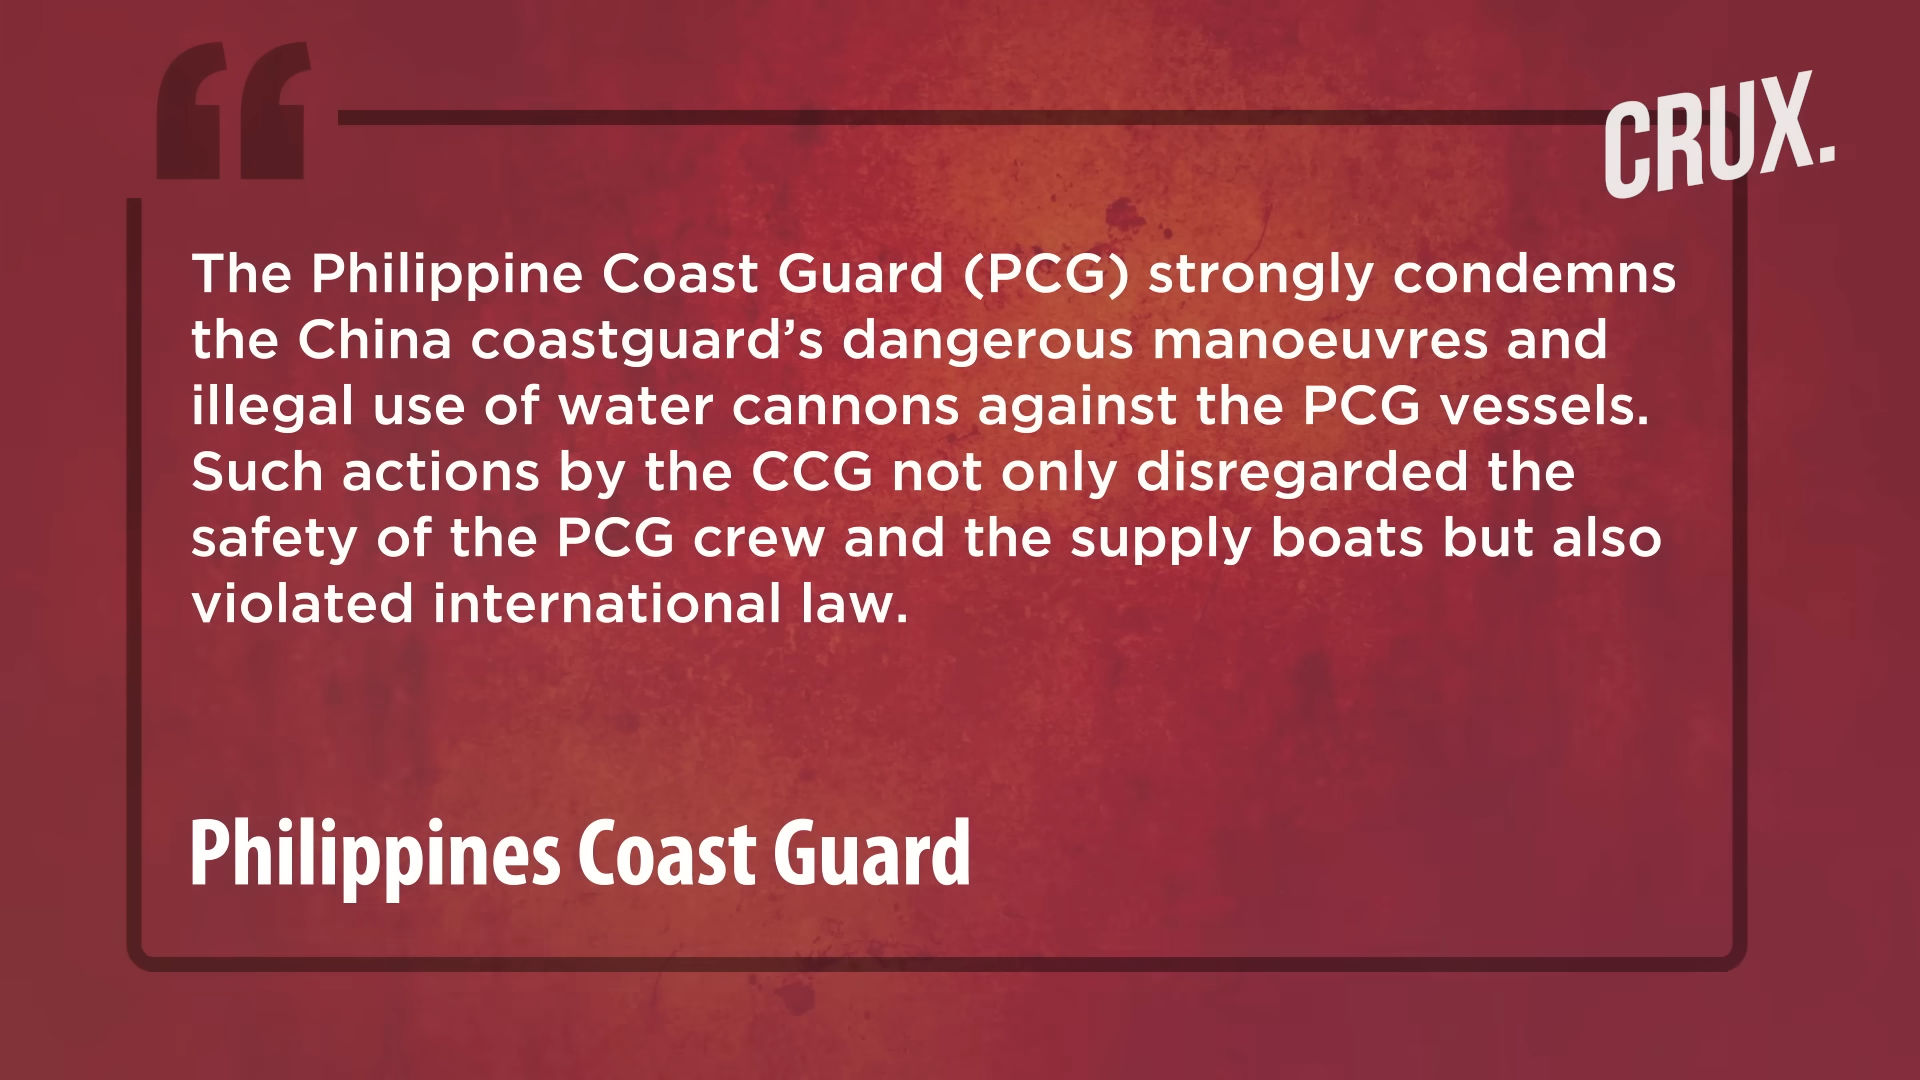 CRUX.
The Philippine Coast Guard (PCG) strongly condemns
the China coastguard’s dangerous manoeuvres and
illegal use of water cannons against the PCG vessels.
Such actions by the CCG not only disregarded the
safety of the PCG crew and the supply boats but also
violated international law.
Philippines Coast Guard